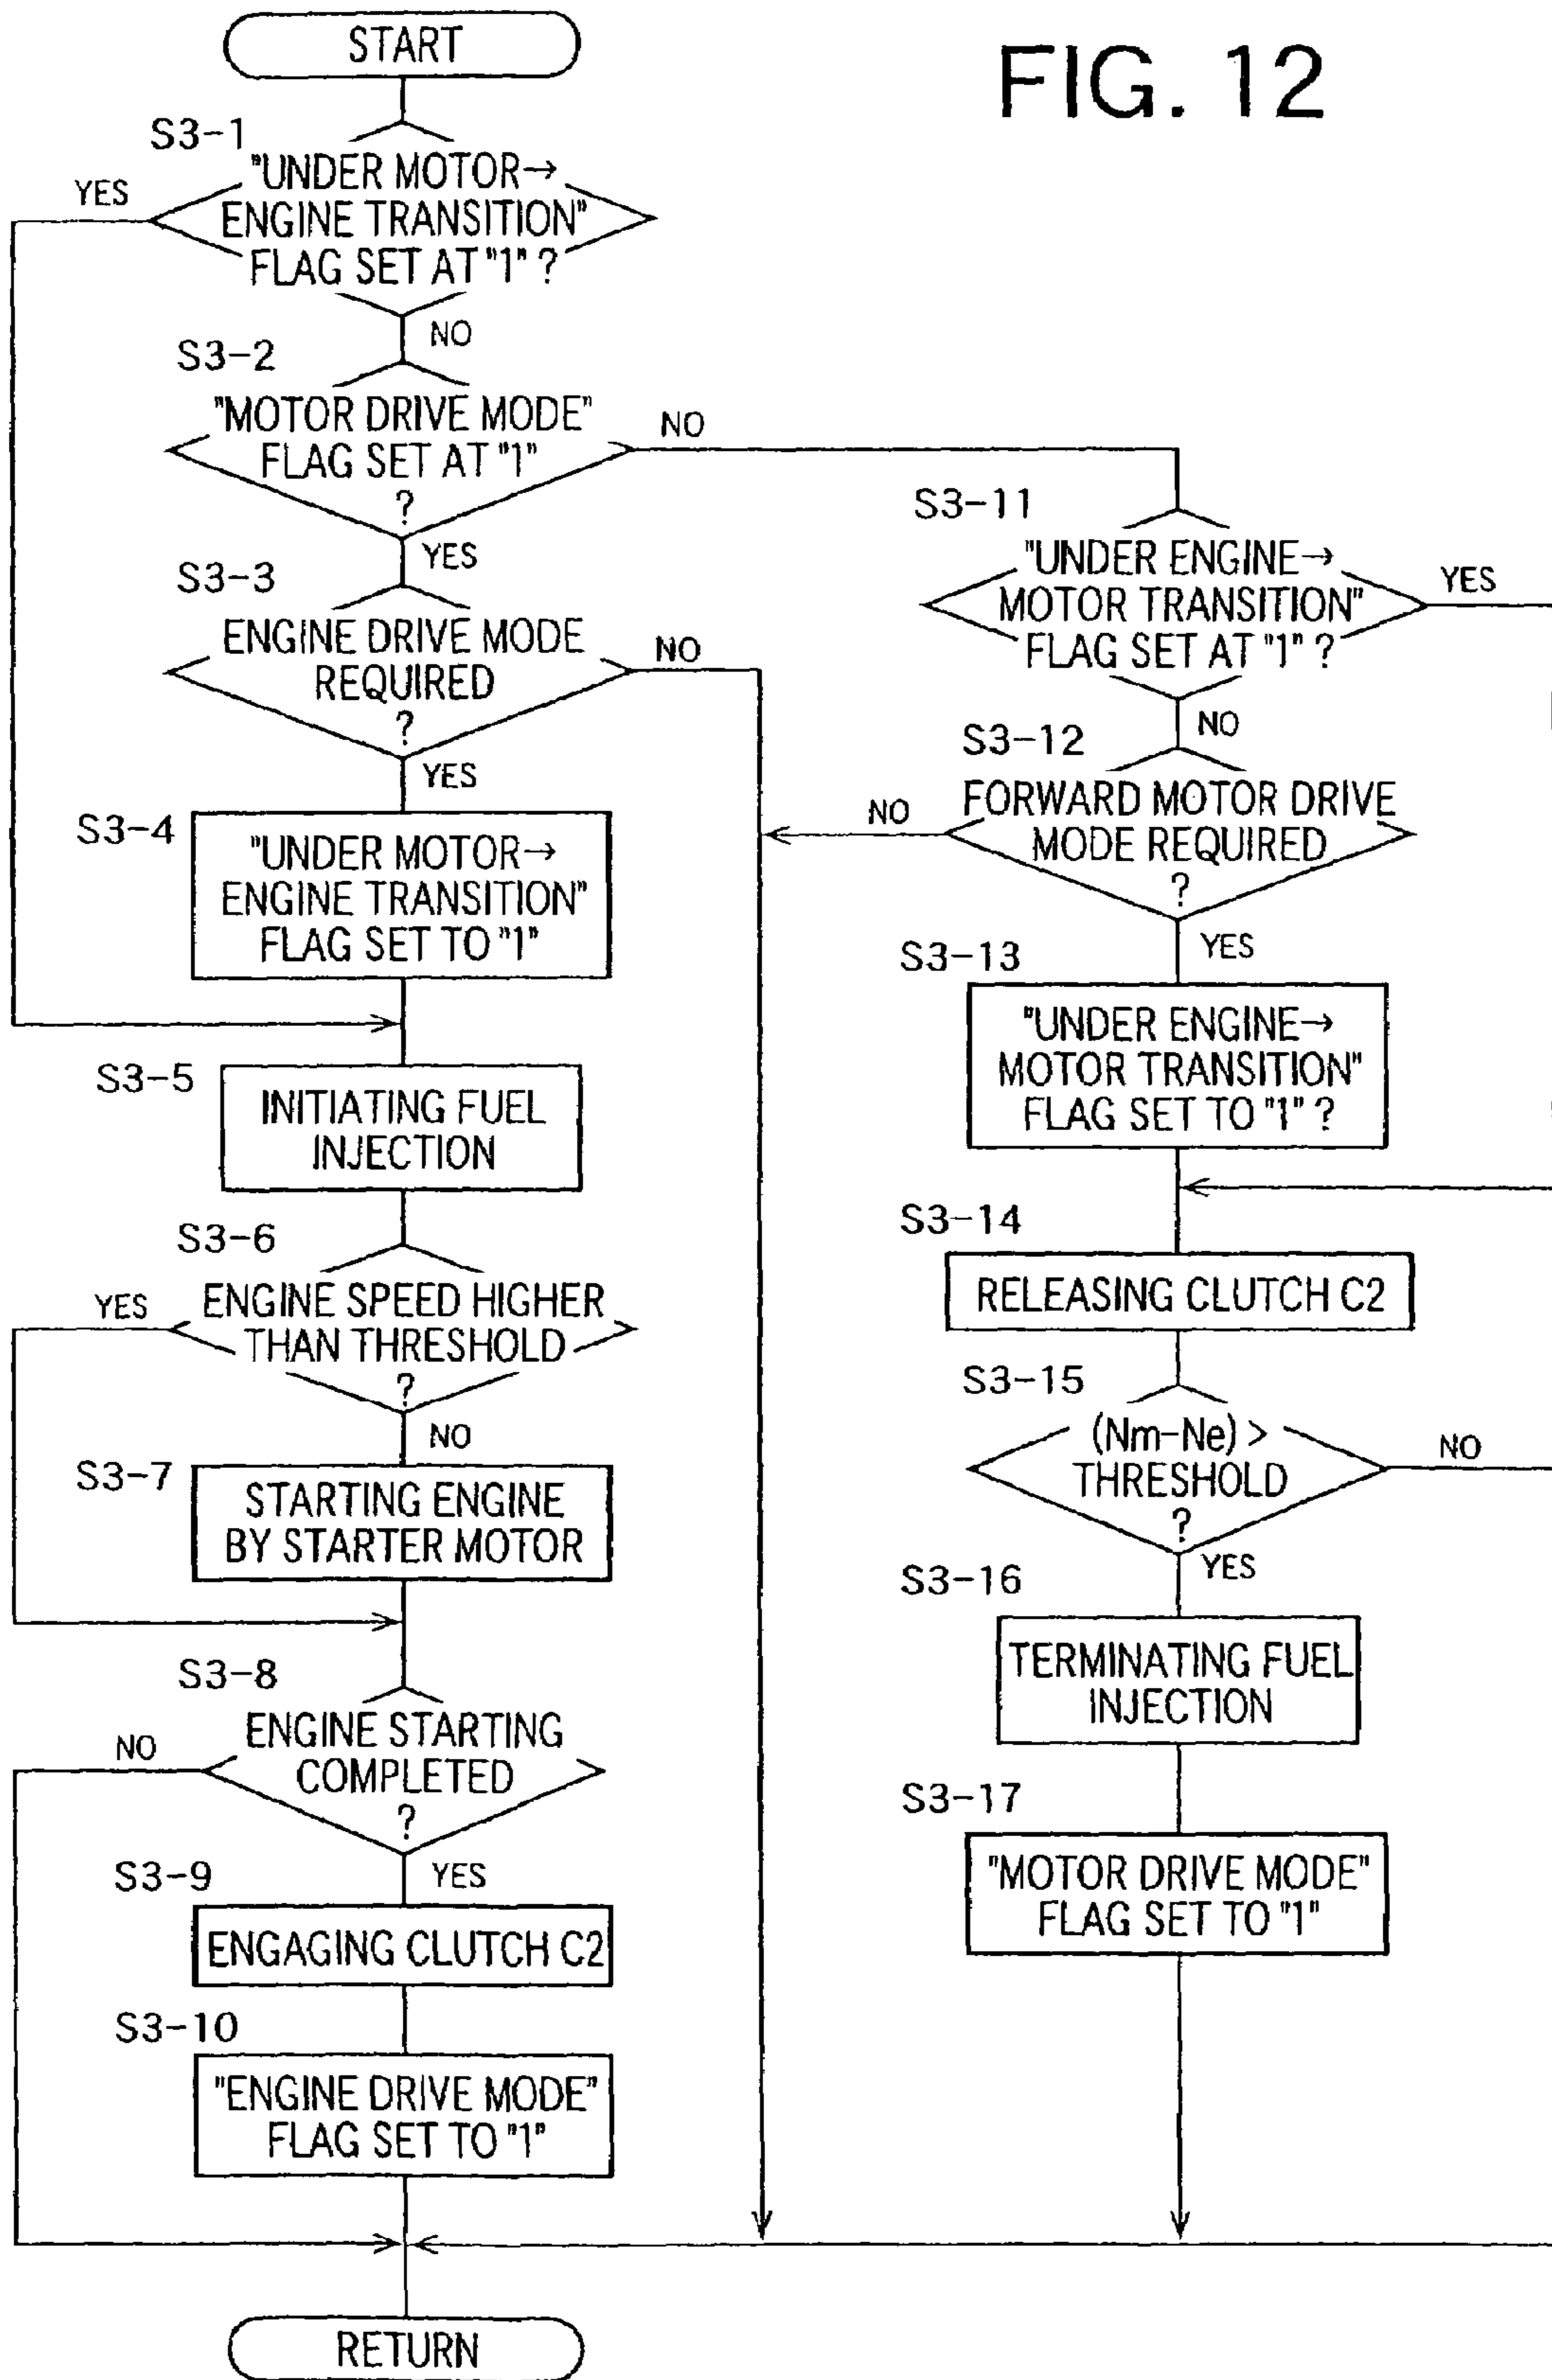 FIG. 12
START
S3-1
"UNDER MOTOR→
ENGINE TRANSITION"
FLAG SET AT "1" ?
YES
NO
S3-2
"MOTOR DRIVE MODE"
FLAG SET AT "1"
?
NO
YES
S3-3
ENGINE DRIVE MODE
REQUIRED
?
NO
YES
S3-4
"UNDER MOTOR→
ENGINE TRANSITION"
FLAG SET TO "1"
S3-5
INITIATING FUEL
INJECTION
S3-6
ENGINE SPEED HIGHER
THAN THRESHOLD
?
YES
NO
S3-7
STARTING ENGINE
BY STARTER MOTOR
S3-8
ENGINE STARTING
COMPLETED
?
NO
YES
S3-9
ENGAGING CLUTCH C2
S3-10
"ENGINE DRIVE MODE"
FLAG SET TO "1"
RETURN
S3-11
"UNDER ENGINE→
MOTOR TRANSITION"
FLAG SET AT "1" ?
YES
NO
S3-12
FORWARD MOTOR DRIVE
MODE REQUIRED
?
NO
YES
S3-13
"UNDER ENGINE→
MOTOR TRANSITION"
FLAG SET TO "1" ?
S3-14
RELEASING CLUTCH C2
S3-15
(Nm-Ne) >
THRESHOLD
?
NO
YES
S3-16
TERMINATING FUEL
INJECTION
S3-17
"MOTOR DRIVE MODE"
FLAG SET TO "1"